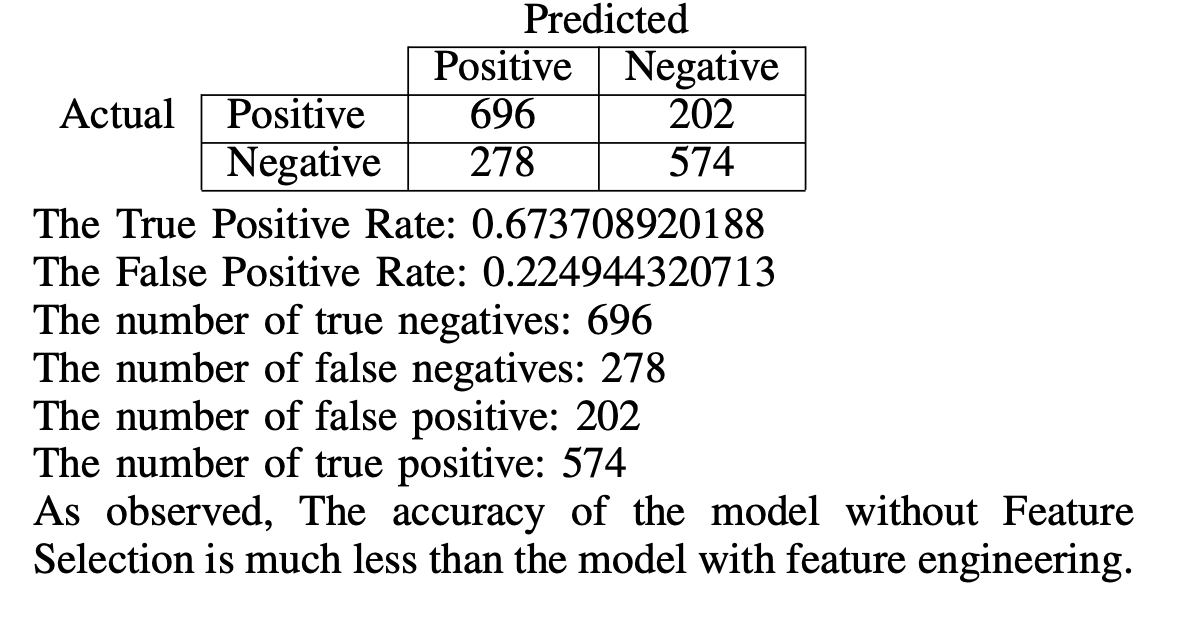 Predicted
Positive Negative
Actual Positive 696 202
Negative 278 574
The True Positive Rate: 0.673708920188
The False Positive Rate: 0.224944320713
The number of true negatives: 696
The number of false negatives: 278
The number of false positive: 202
The number of true positive: 574
As observed, The accuracy of the model without Feature
Selection is much less than the model with feature engineering.